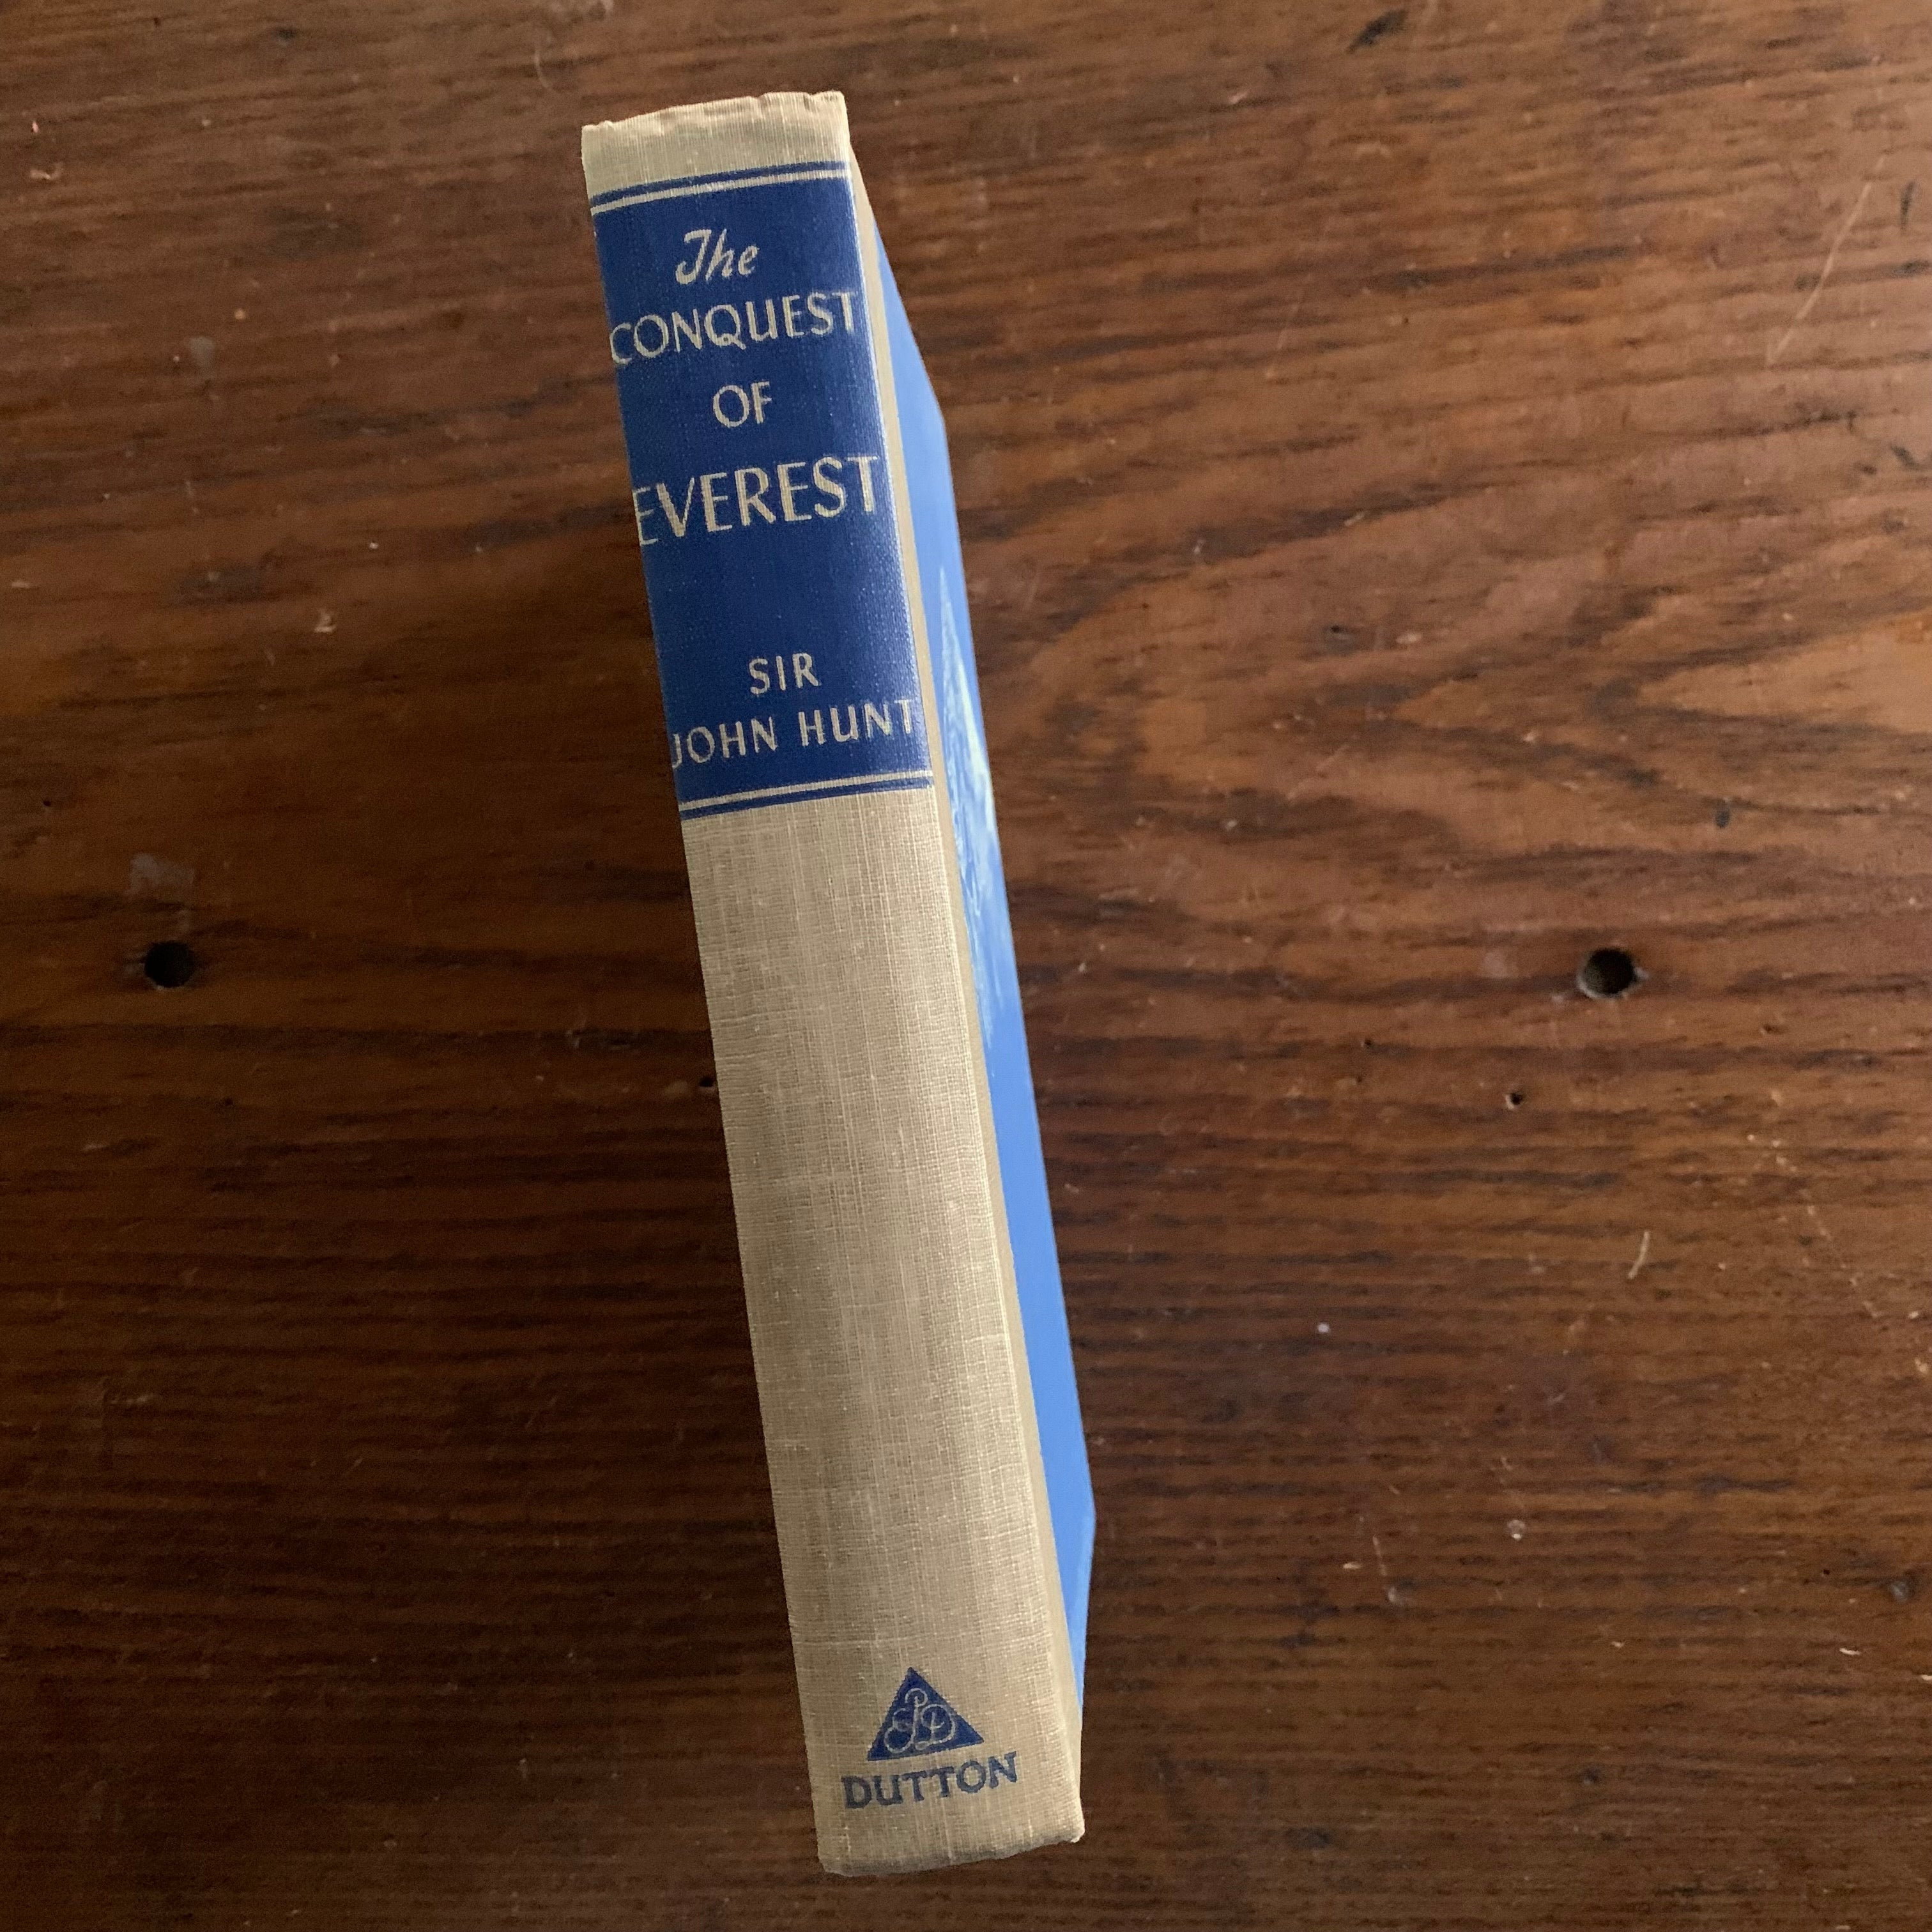 The
CONQUEST
OF
EVEREST
SIR
JOHN HUNT
DUTTON